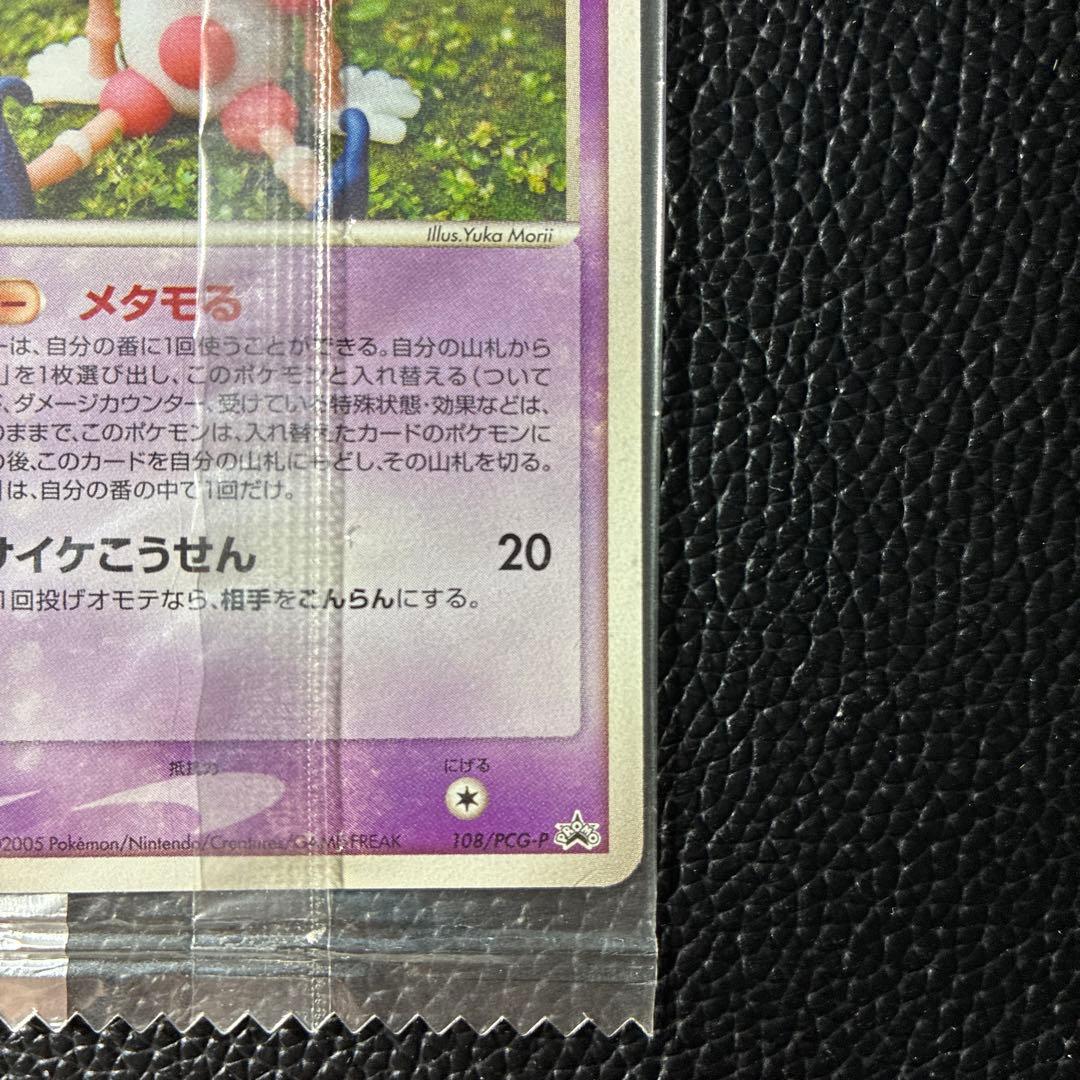 Illus.Yuka Morii
ー メタモる
ーは、自分の番に1回使うことができる。自分の山札から
」を1枚選び出し、このポケモンと入れ替える(ついて
、ダメージカウンター、受けている特殊状態・効果などは、
のままで、このポケモンは、入れ替えたカードのポケモンに
の後、このカードを自分の山札にもどし、その山札を切る。
は、自分の番の中で1回だけ。
サイケこうせん 20
1回投げオモテなら、相手をこんらんにする。
抵抗力 にげる
©2005 Pokémon/Nintendo/Creatures/GAME FREAK 108/PCG-P PROMO